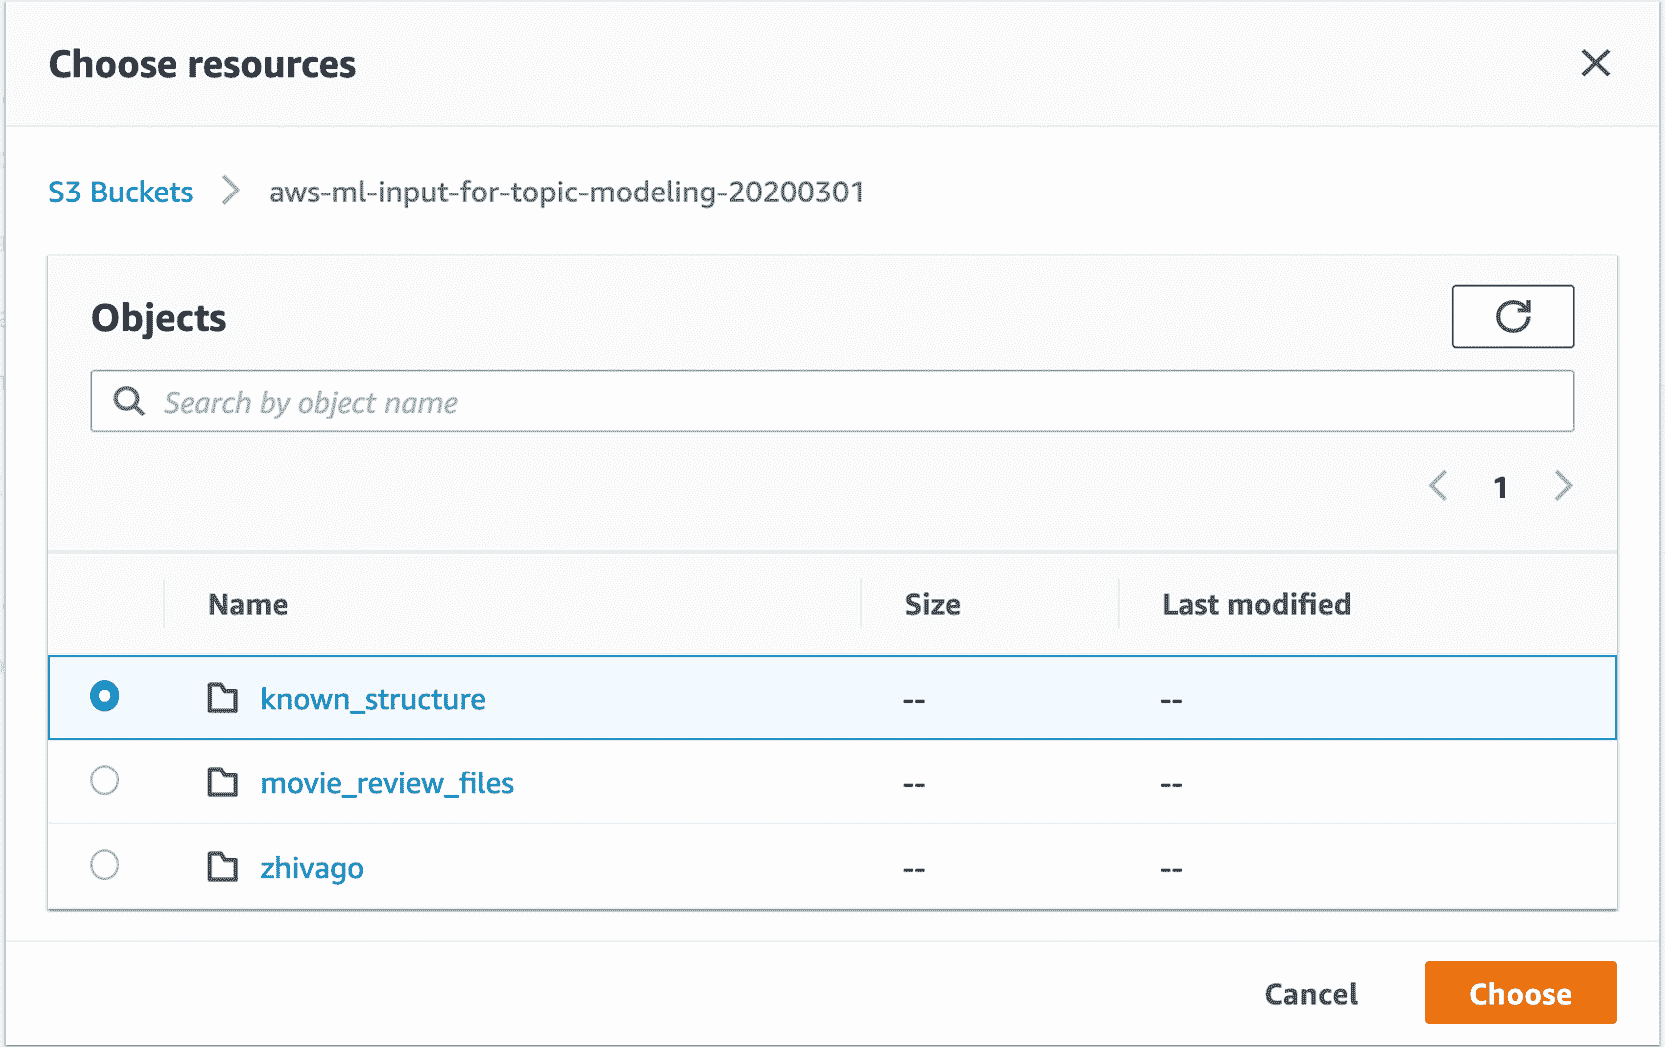 Choose resources
S3 Buckets aws-ml-input-for-topic-modeling-20200301
Objects
Search by object name
1
Name Size Last modified
known_structure -- --
movie_review_files -- --
zhivago -- --
Cancel Choose